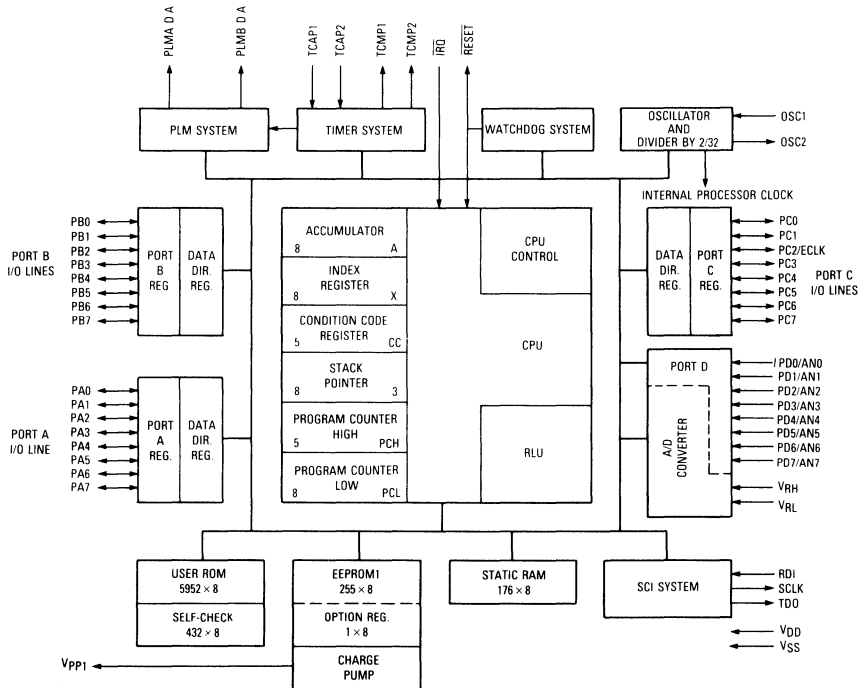 PLMA D A
PLMB D A
TCAP1
TCAP2
TCMP1
TCMP2
IRQ
RESET
PLM SYSTEM
TIMER SYSTEM
WATCHDOG SYSTEM
OSCILLATOR
AND
DIVIDER BY 2/32
OSC1
OSC2
INTERNAL PROCESSOR CLOCK
PORT B
I/O LINES
PB0
PB1
PB2
PB3
PB4
PB5
PB6
PB7
PORT
B
REG.
DATA
DIR.
REG.
PORT A
I/O LINE
PA0
PA1
PA2
PA3
PA4
PA5
PA6
PA7
PORT
A
REG.
DATA
DIR.
REG.
ACCUMULATOR
8 A
INDEX
REGISTER
8 X
CONDITION CODE
REGISTER
5 CC
STACK
POINTER
8 3
PROGRAM COUNTER
HIGH
5 PCH
PROGRAM COUNTER
LOW
8 PCL
CPU
CONTROL
CPU
RLU
DATA
DIR.
REG.
PORT
C
REG.
PC0
PC1
PC2/ECLK
PC3
PC4
PC5
PC6
PC7
PORT C
I/O LINES
PORT D
A/D
CONVERTER
/ PD0/AN0
PD1/AN1
PD2/AN2
PD3/AN3
PD4/AN4
PD5/AN5
PD6/AN6
PD7/AN7
VRH
VRL
USER ROM
5952 × 8
SELF-CHECK
432 × 8
EEPROM1
255 × 8
OPTION REG.
1 × 8
CHARGE
PUMP
VPP1
STATIC RAM
176 × 8
SCI SYSTEM
RDI
SCLK
TDO
VDD
VSS